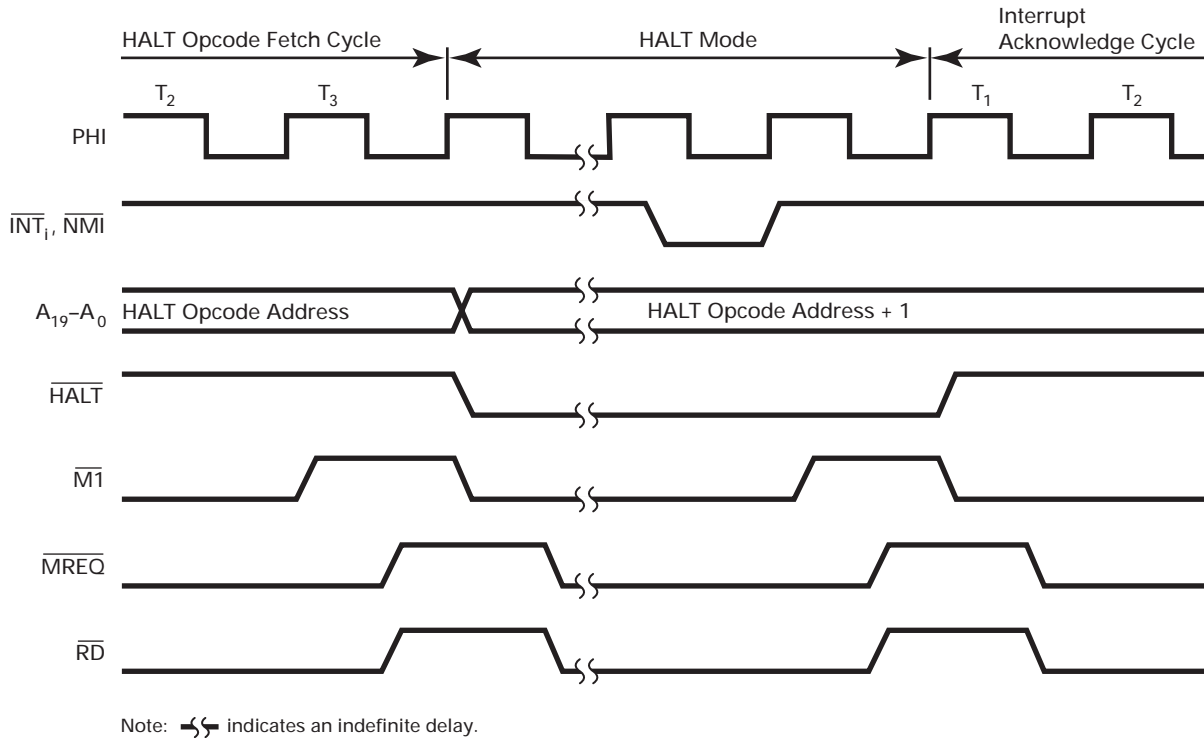 HALT Opcode Fetch Cycle
HALT Mode
Interrupt
Acknowledge Cycle
T2
T3
T1
T2
PHI
INTi, NMI
A19–A0
HALT Opcode Address
HALT Opcode Address + 1
HALT
M1
MREQ
RD
Note: indicates an indefinite delay.